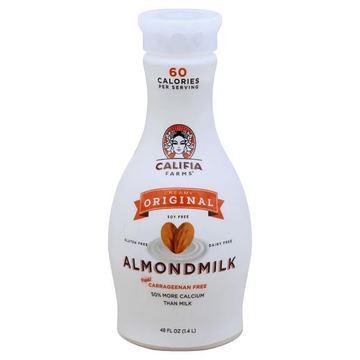 60
CALORIES
PER SERVING
CALIFIA
FARMS®
CREAMY
ORIGINAL
SOY FREE
GLUTEN FREE DAIRY FREE
ALMONDMILK
CARRAGEENAN FREE
50% MORE CALCIUM
THAN MILK
48 FL OZ (1.4 L)